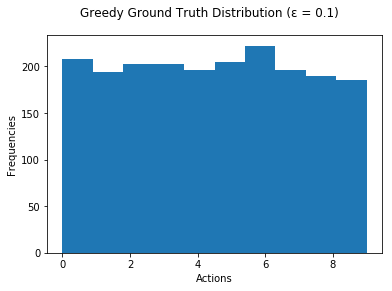 Greedy Ground Truth Distribution (ε = 0.1)
200
150
100
50
0
Frequencies
0 2 4 6 8
Actions